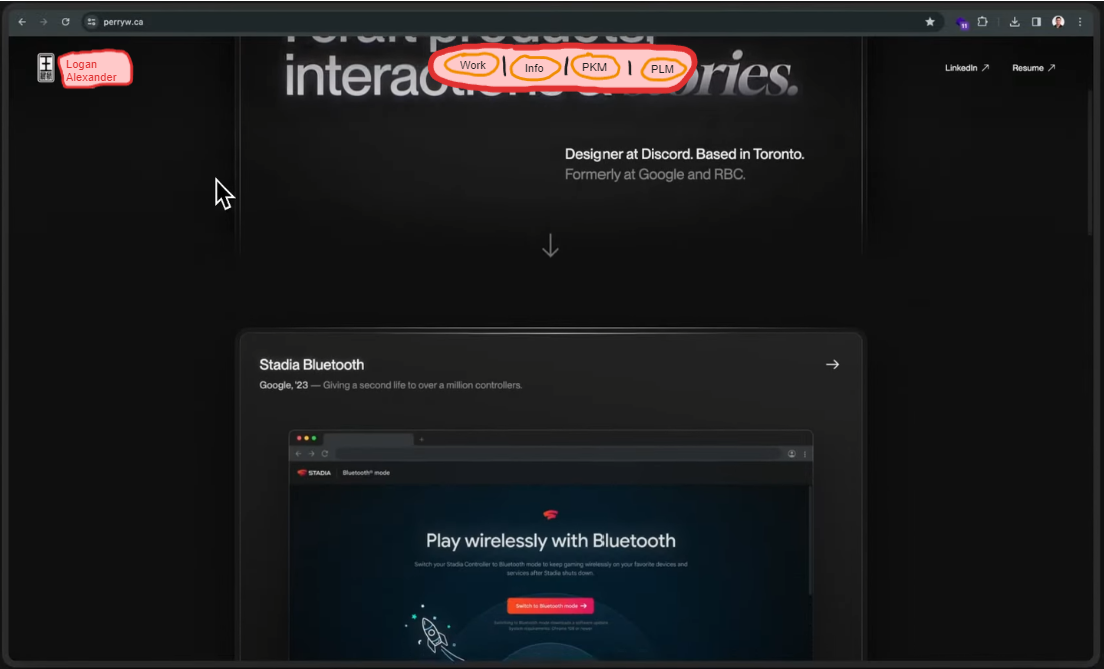 perryw.ca
11
Logan
Alexander
Work | Info | PKM | PLM
LinkedIn ↗
Resume ↗
I craft products,
interactions & stories.
Designer at Discord. Based in Toronto.
Formerly at Google and RBC.
Stadia Bluetooth
Google, '23 — Giving a second life to over a million controllers.
STADIA
Bluetooth® mode
Play wirelessly with Bluetooth
Switch your Stadia Controller to Bluetooth mode to keep gaming wirelessly on your favorite devices and
services after Stadia shuts down.
Switch to Bluetooth mode →